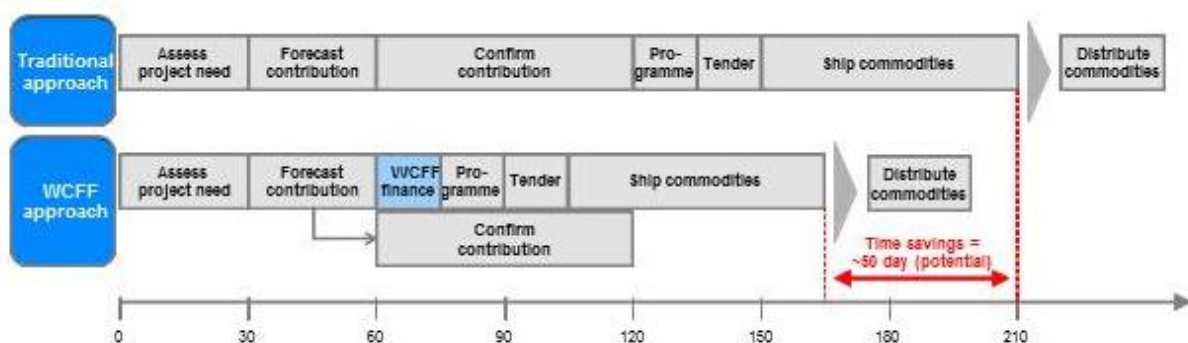 Traditional
approach
Assess
project need
Forecast
contribution
Confirm
contribution
Pro-
gramme
Tender
Ship commodities
Distribute
commodities
WCFF
approach
Assess
project need
Forecast
contribution
WCFF
finance
Pro-
gramme
Tender
Ship commodities
Distribute
commodities
Confirm
contribution
Time savings =
~50 day (potential)
0 30 60 90 120 150 180 210